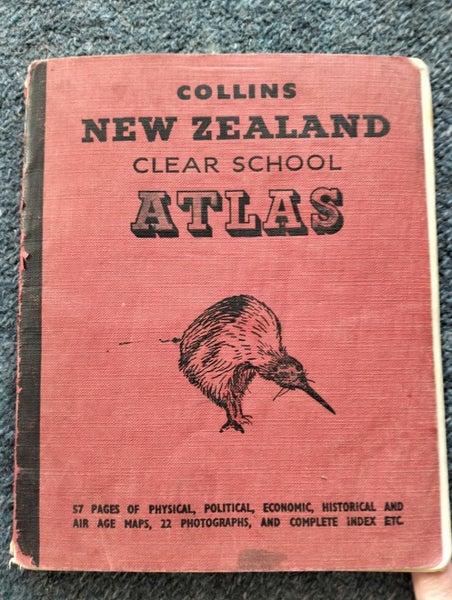 COLLINS
NEW ZEALAND
CLEAR SCHOOL
ATLAS
57 PAGES OF PHYSICAL, POLITICAL, ECONOMIC, HISTORICAL AND
AIR AGE MAPS, 22 PHOTOGRAPHS, AND COMPLETE INDEX ETC.